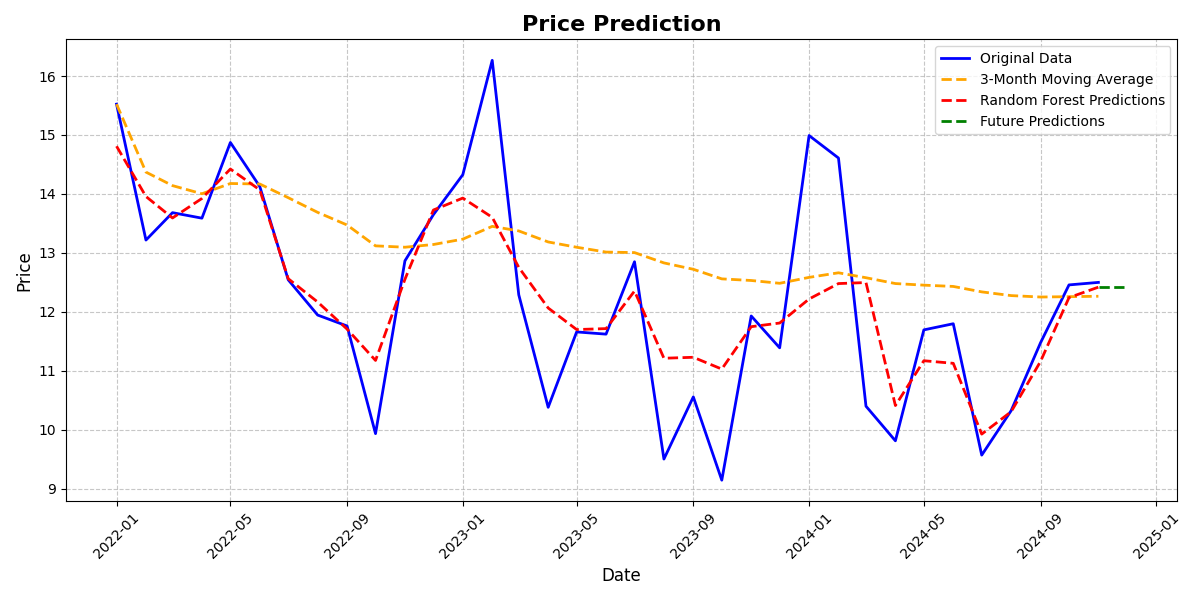 Price Prediction
Original Data
3-Month Moving Average
Random Forest Predictions
Future Predictions
Price
16
15
14
13
12
11
10
9
2022-01
2022-05
2022-09
2023-01
2023-05
2023-09
2024-01
2024-05
2024-09
2025-01
Date